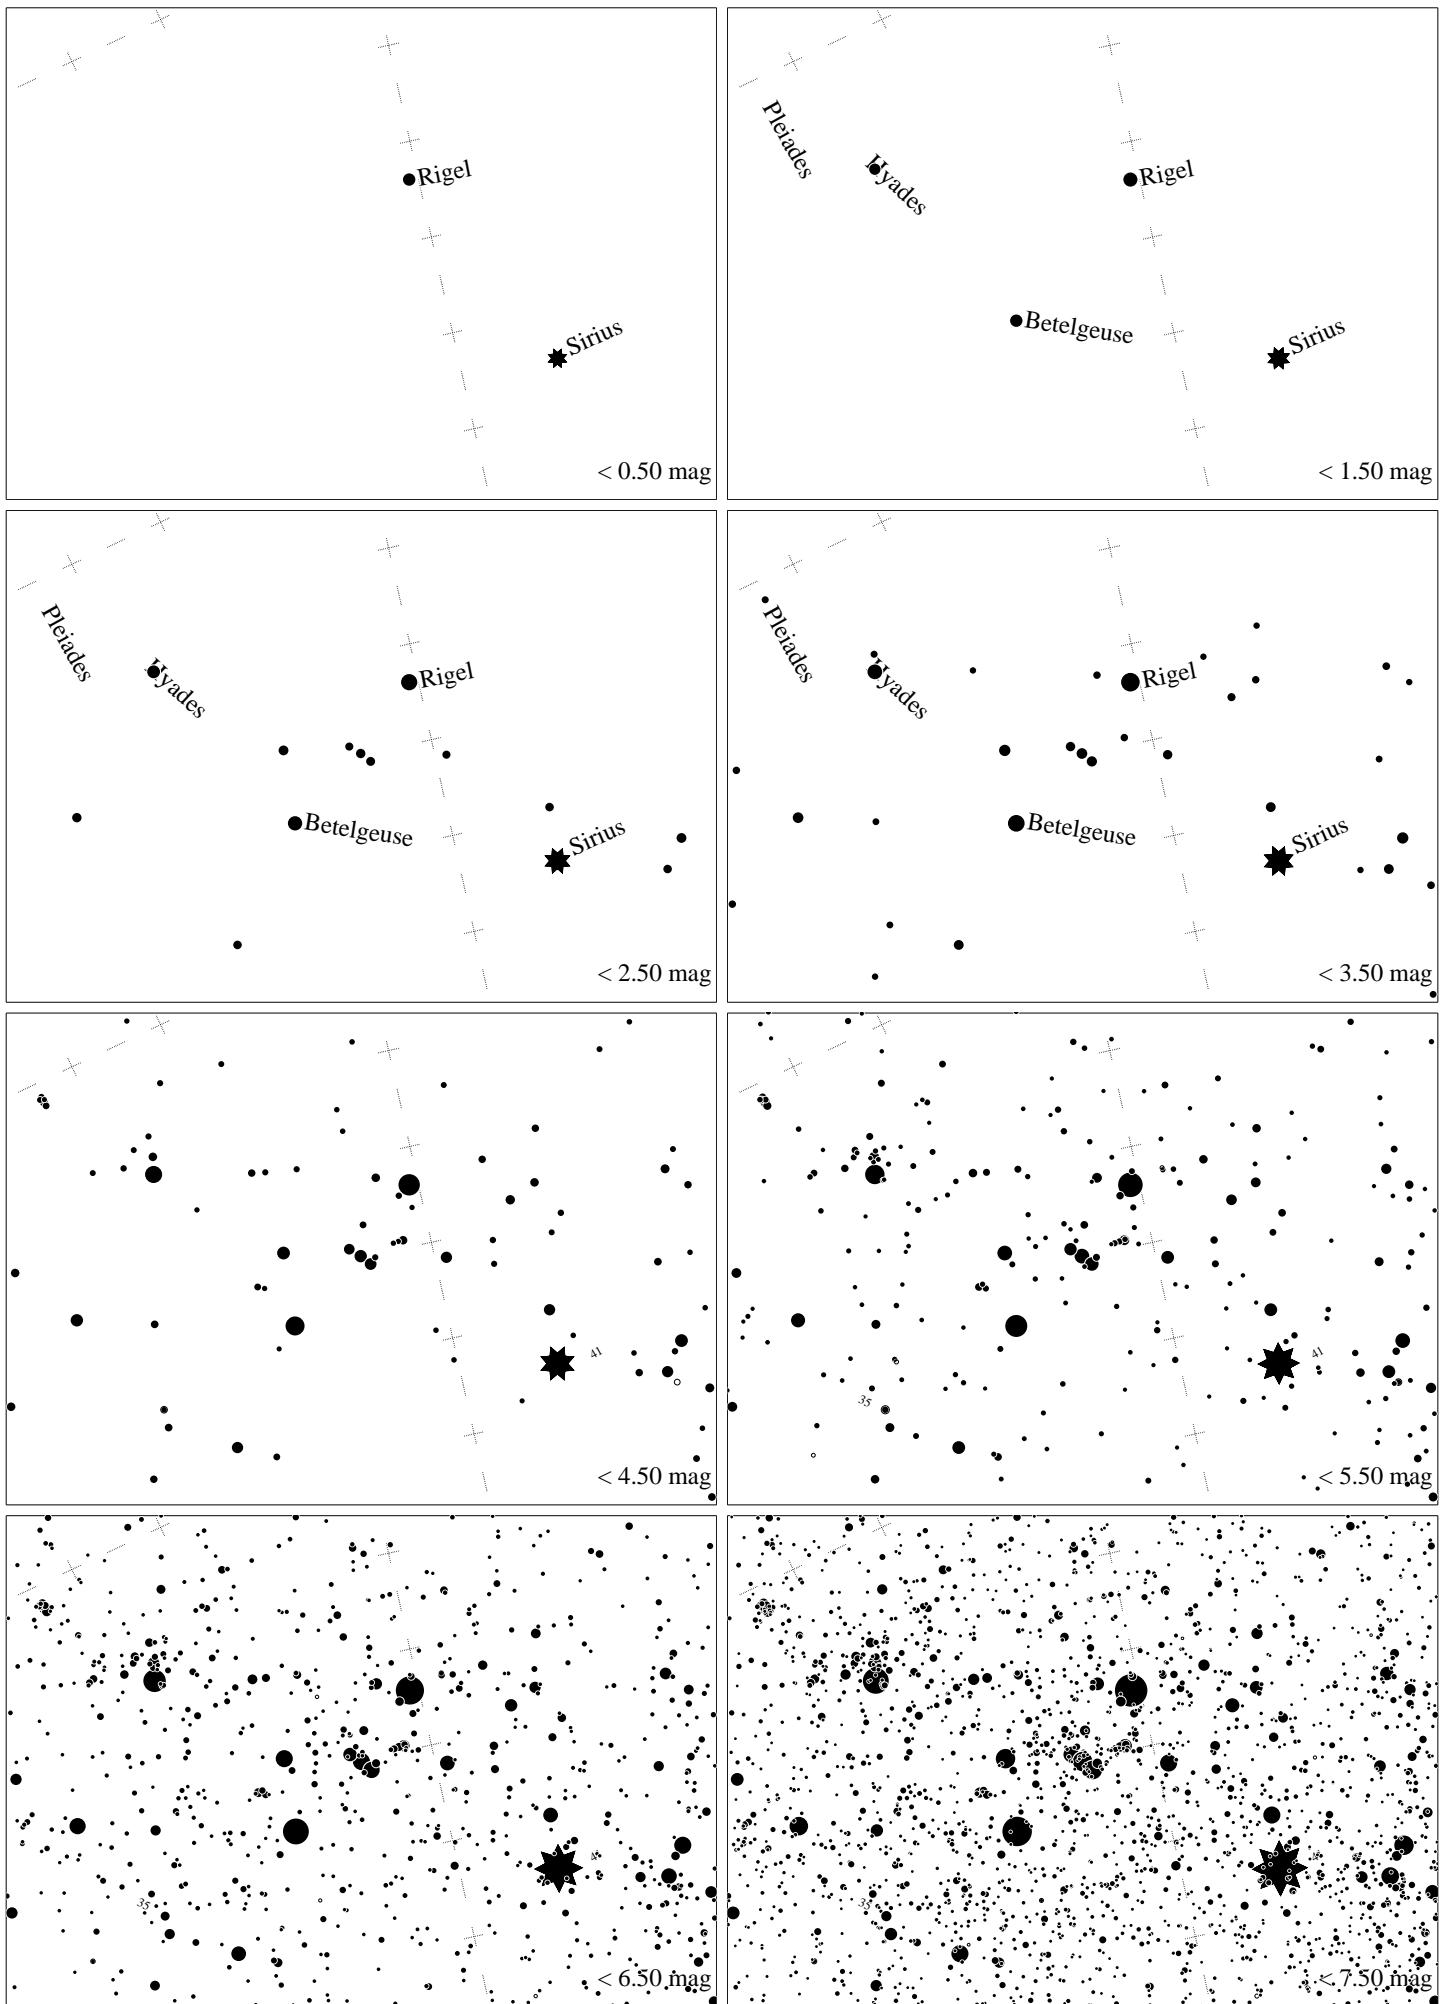 Rigel
Sirius
< 0.50 mag
Pleiades
Hyades
Rigel
Betelgeuse
Sirius
< 1.50 mag
Pleiades
Hyades
Rigel
Betelgeuse
Sirius
< 2.50 mag
Pleiades
Hyades
Rigel
Betelgeuse
Sirius
< 3.50 mag
41
< 4.50 mag
41
35
< 5.50 mag
35
< 6.50 mag
35
< 7.50 mag